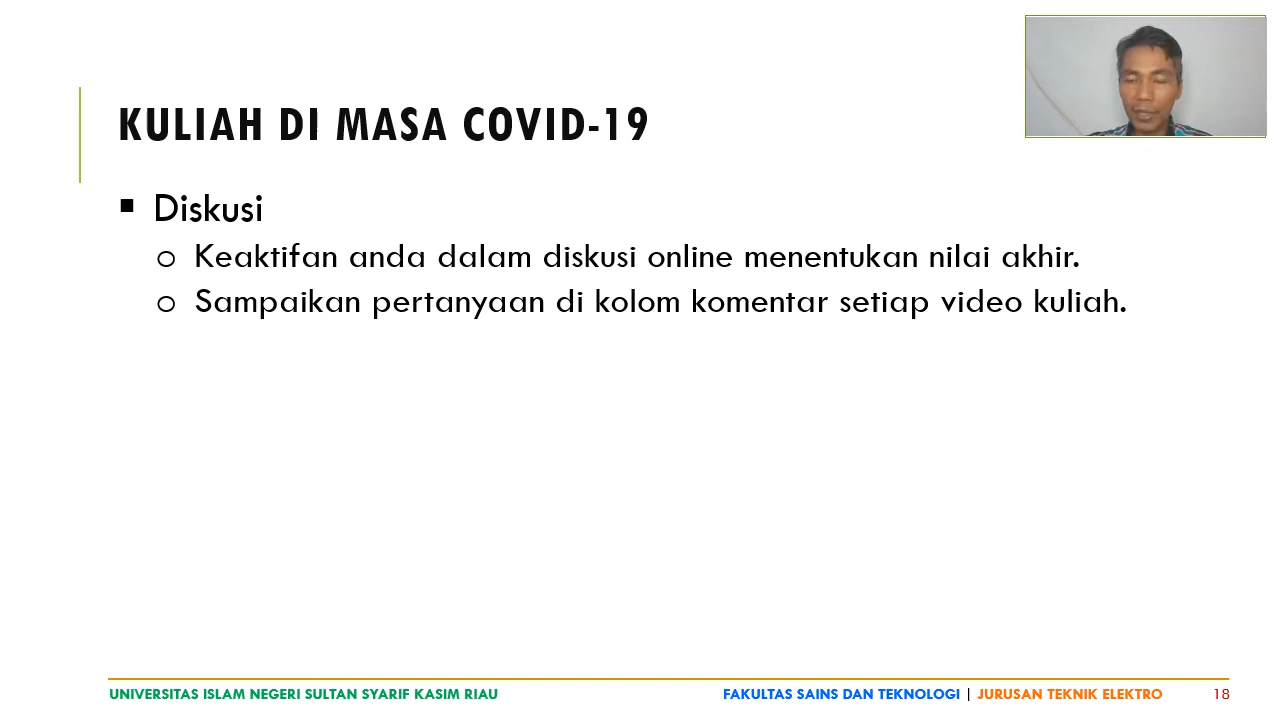 KULIAH DI MASA COVID-19
▪ Diskusi
o Keaktifan anda dalam diskusi online menentukan nilai akhir.
o Sampaikan pertanyaan di kolom komentar setiap video kuliah.
UNIVERSITAS ISLAM NEGERI SULTAN SYARIF KASIM RIAU
FAKULTAS SAINS DAN TEKNOLOGI | JURUSAN TEKNIK ELEKTRO
18